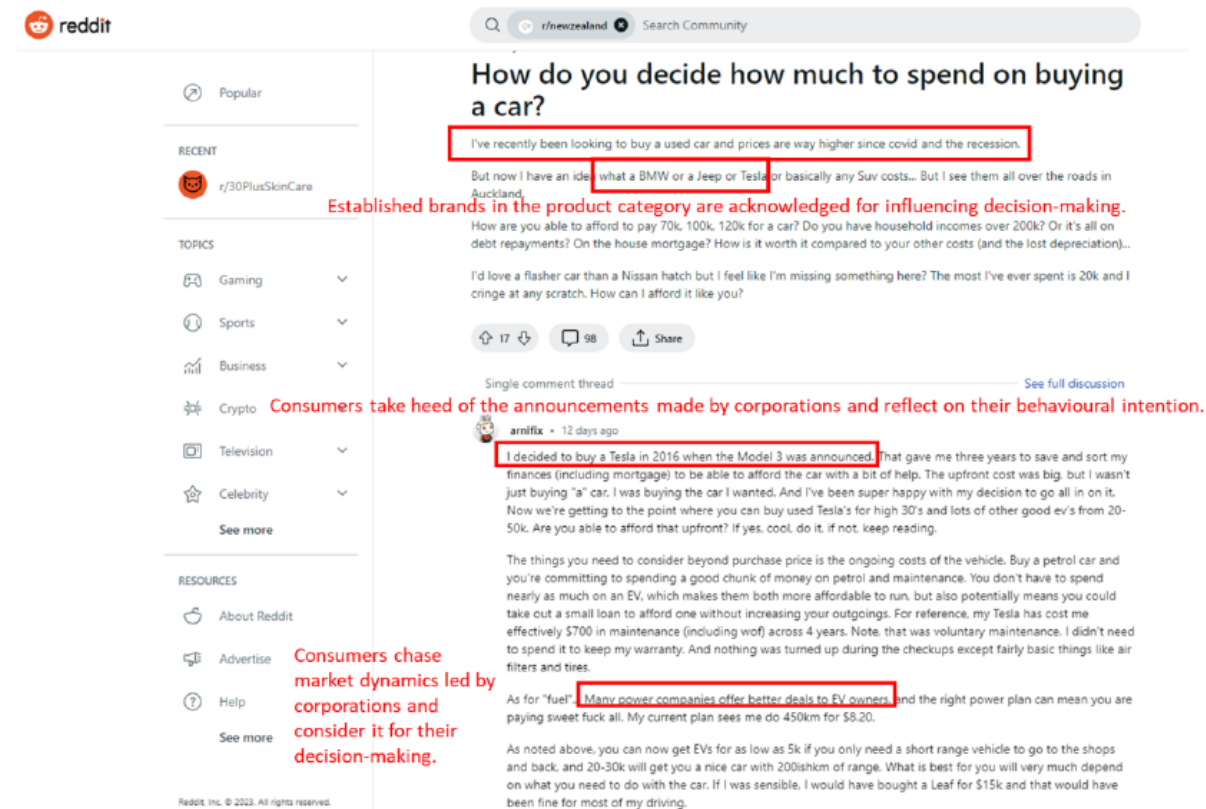 reddit
r/newzealand
Search Community
Popular
RECENT
r/30PlusSkinCare
TOPICS
Gaming
Sports
Business
Crypto
Television
Celebrity
See more
RESOURCES
About Reddit
Advertise
Help
See more
Reddit, Inc. © 2023. All rights reserved.
How do you decide how much to spend on buying
a car?
I've recently been looking to buy a used car and prices are way higher since covid and the recession.
But now I have an idea what a BMW or a Jeep or Tesla or basically any Suv costs... But I see them all over the roads in
Auckland.
Established brands in the product category are acknowledged for influencing decision-making.
How are you able to afford to pay 70k, 100k, 120k for a car? Do you have household incomes over 200k? Or it's all on
debt repayments? On the house mortgage? How is it worth it compared to your other costs (and the lost depreciation)...
I'd love a flasher car than a Nissan hatch but I feel like I'm missing something here? The most I've ever spent is 20k and I
cringe at any scratch. How can I afford it like you?
17
98
Share
Single comment thread
See full discussion
Consumers take heed of the announcements made by corporations and reflect on their behavioural intention.
arnifix • 12 days ago
I decided to buy a Tesla in 2016 when the Model 3 was announced. That gave me three years to save and sort my
finances (including mortgage) to be able to afford the car with a bit of help. The upfront cost was big, but I wasn't
just buying "a" car, I was buying the car I wanted. And I've been super happy with my decision to go all in on it.
Now we're getting to the point where you can buy used Tesla's for high 30's and lots of other good ev's from 20-
50k. Are you able to afford that upfront? If yes, cool, do it, if not, keep reading.
The things you need to consider beyond purchase price is the ongoing costs of the vehicle. Buy a petrol car and
you're committing to spending a good chunk of money on petrol and maintenance. You don't have to spend
nearly as much on an EV, which makes them both more affordable to run, but also potentially means you could
take out a small loan to afford one without increasing your outgoings. For reference, my Tesla has cost me
effectively $700 in maintenance (including wof) across 4 years. Note, that was voluntary maintenance, I didn't need
to spend it to keep my warranty. And nothing was turned up during the checkups except fairly basic things like air
filters and tires.
Consumers chase
market dynamics led by
corporations and
consider it for their
decision-making.
As for "fuel". Many power companies offer better deals to EV owners, and the right power plan can mean you are
paying sweet fuck all. My current plan sees me do 450km for $8.20.
As noted above, you can now get EVs for as low as 5k if you only need a short range vehicle to go to the shops
and back, and 20-30k will get you a nice car with 200ishkm of range. What is best for you will very much depend
on what you need to do with the car. If I was sensible, I would have bought a Leaf for $15k and that would have
been fine for most of my driving.